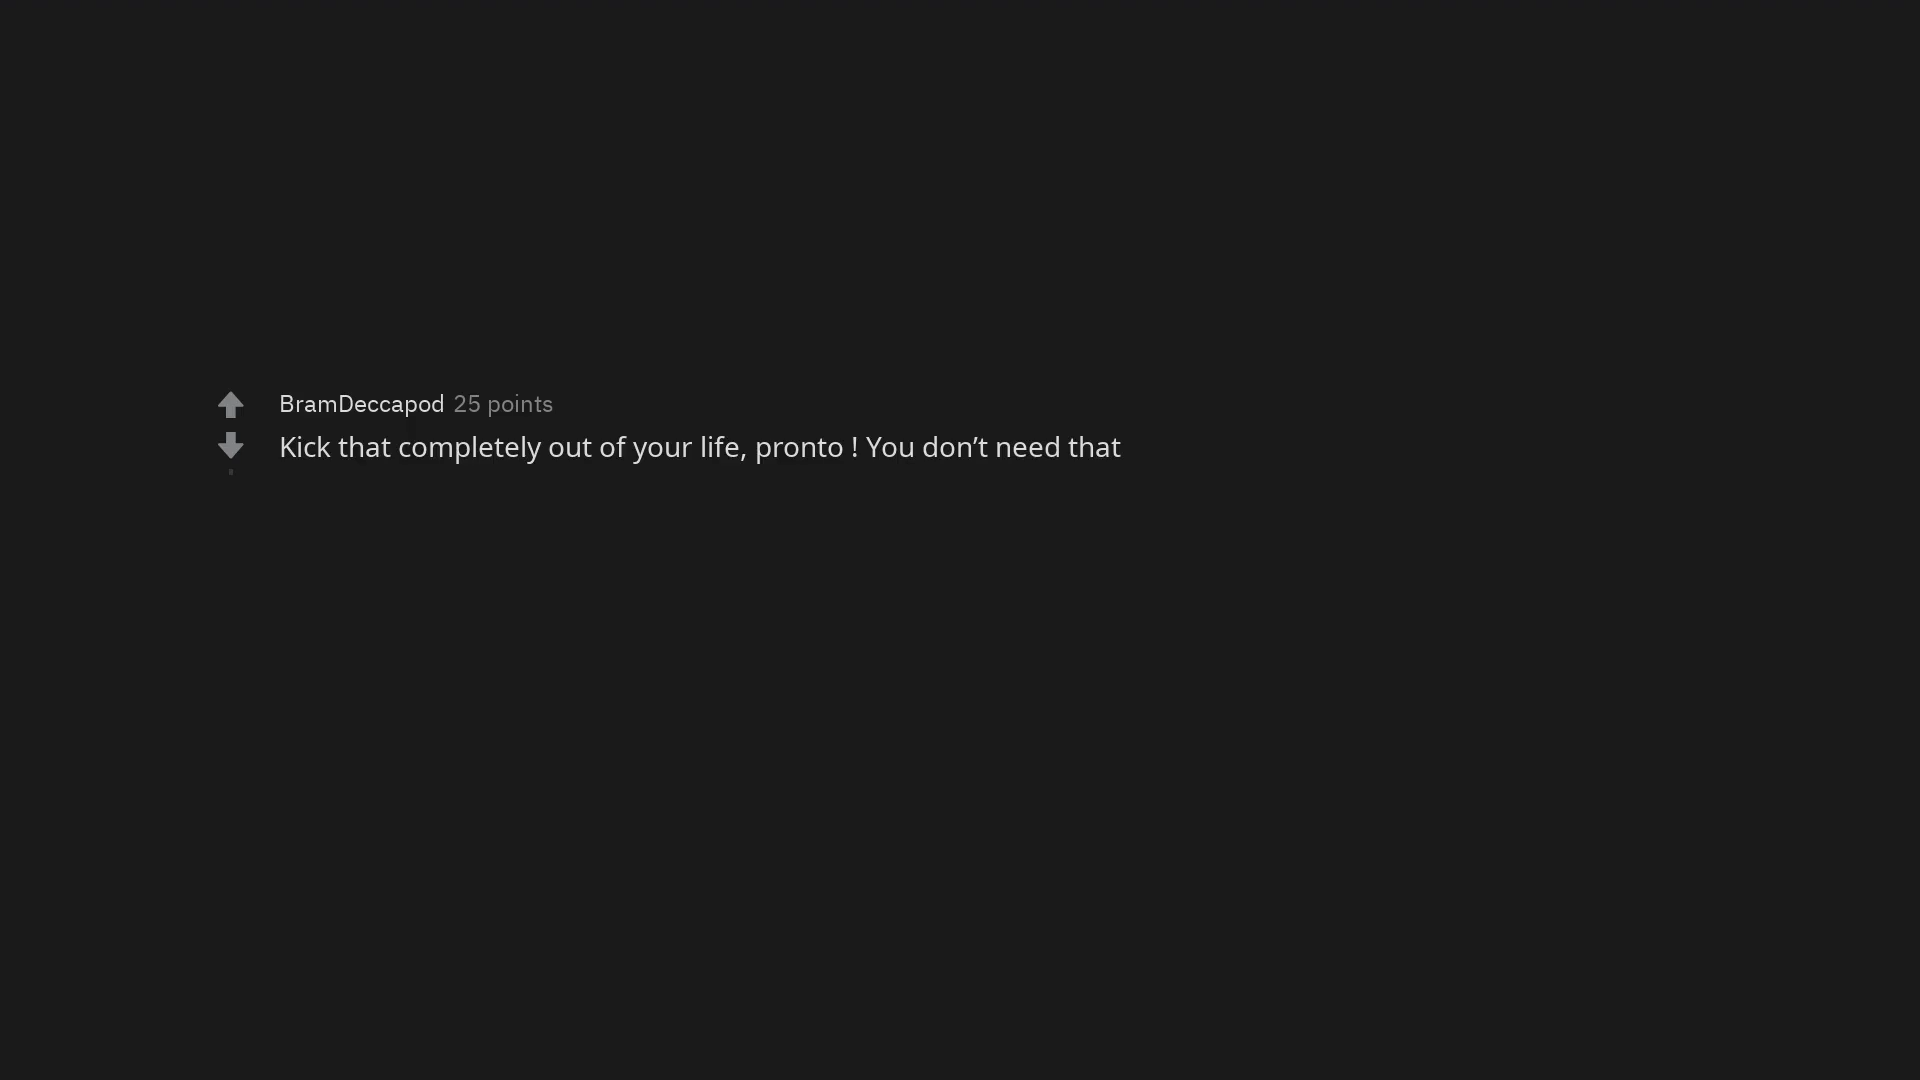 BramDeccapod 25 points
Kick that completely out of your life, pronto ! You don’t need that